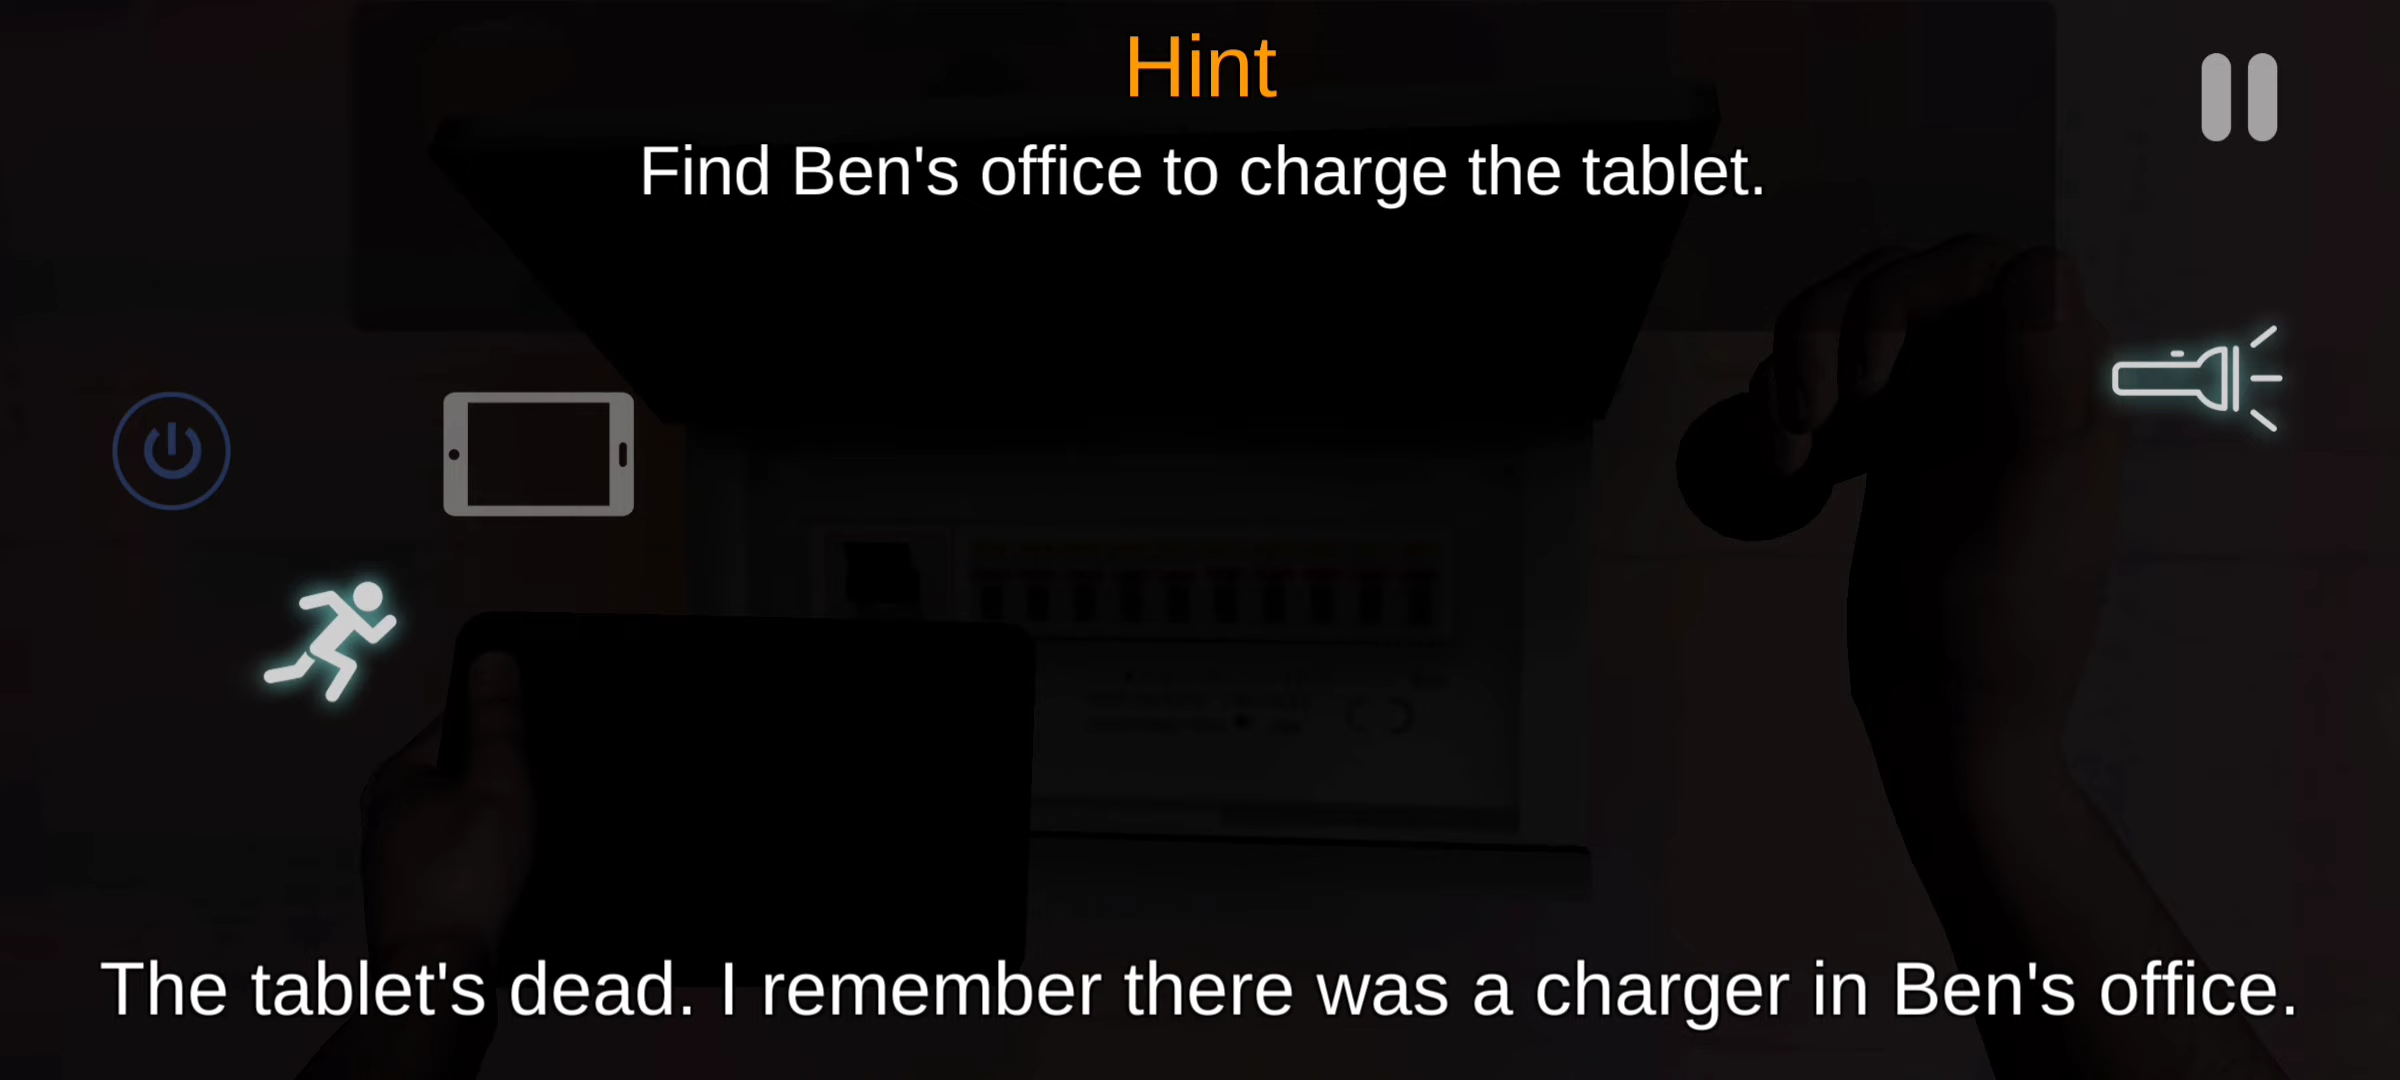 Hint
Find Ben's office to charge the tablet.
The tablet's dead. I remember there was a charger in Ben's office.